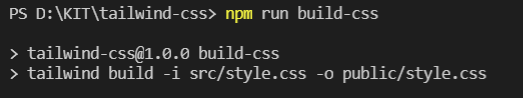 PS D:\KIT\tailwind-css> npm run build-css
> tailwind-css@1.0.0 build-css
> tailwind build -i src/style.css -o public/style.css